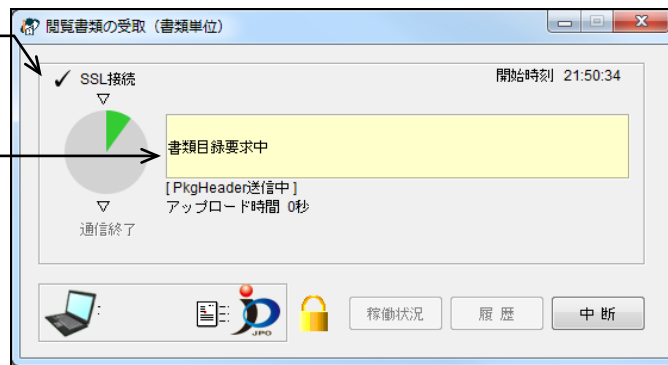 閲覧書類の受取（書類単位）
✓ SSL接続
開始時刻 21:50:34
▽
書類目録要求中
[PkgHeader送信中]
▽
アップロード時間 0秒
通信終了
JPO
稼働状況
履歴
中断